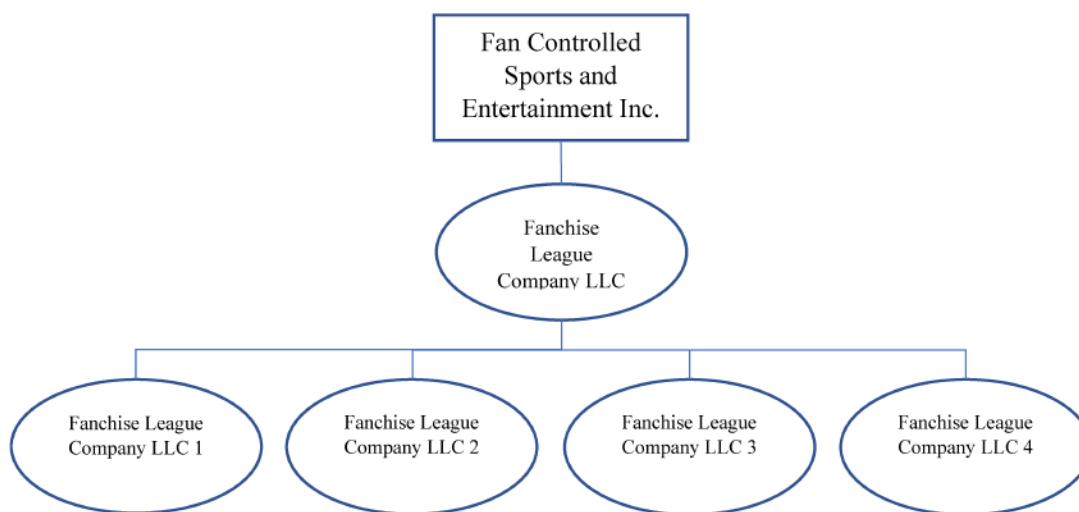 Fan Controlled
Sports and
Entertainment Inc.
Fanchise
League
Company LLC
Fanchise League
Company LLC 1
Fanchise League
Company LLC 2
Fanchise League
Company LLC 3
Fanchise League
Company LLC 4